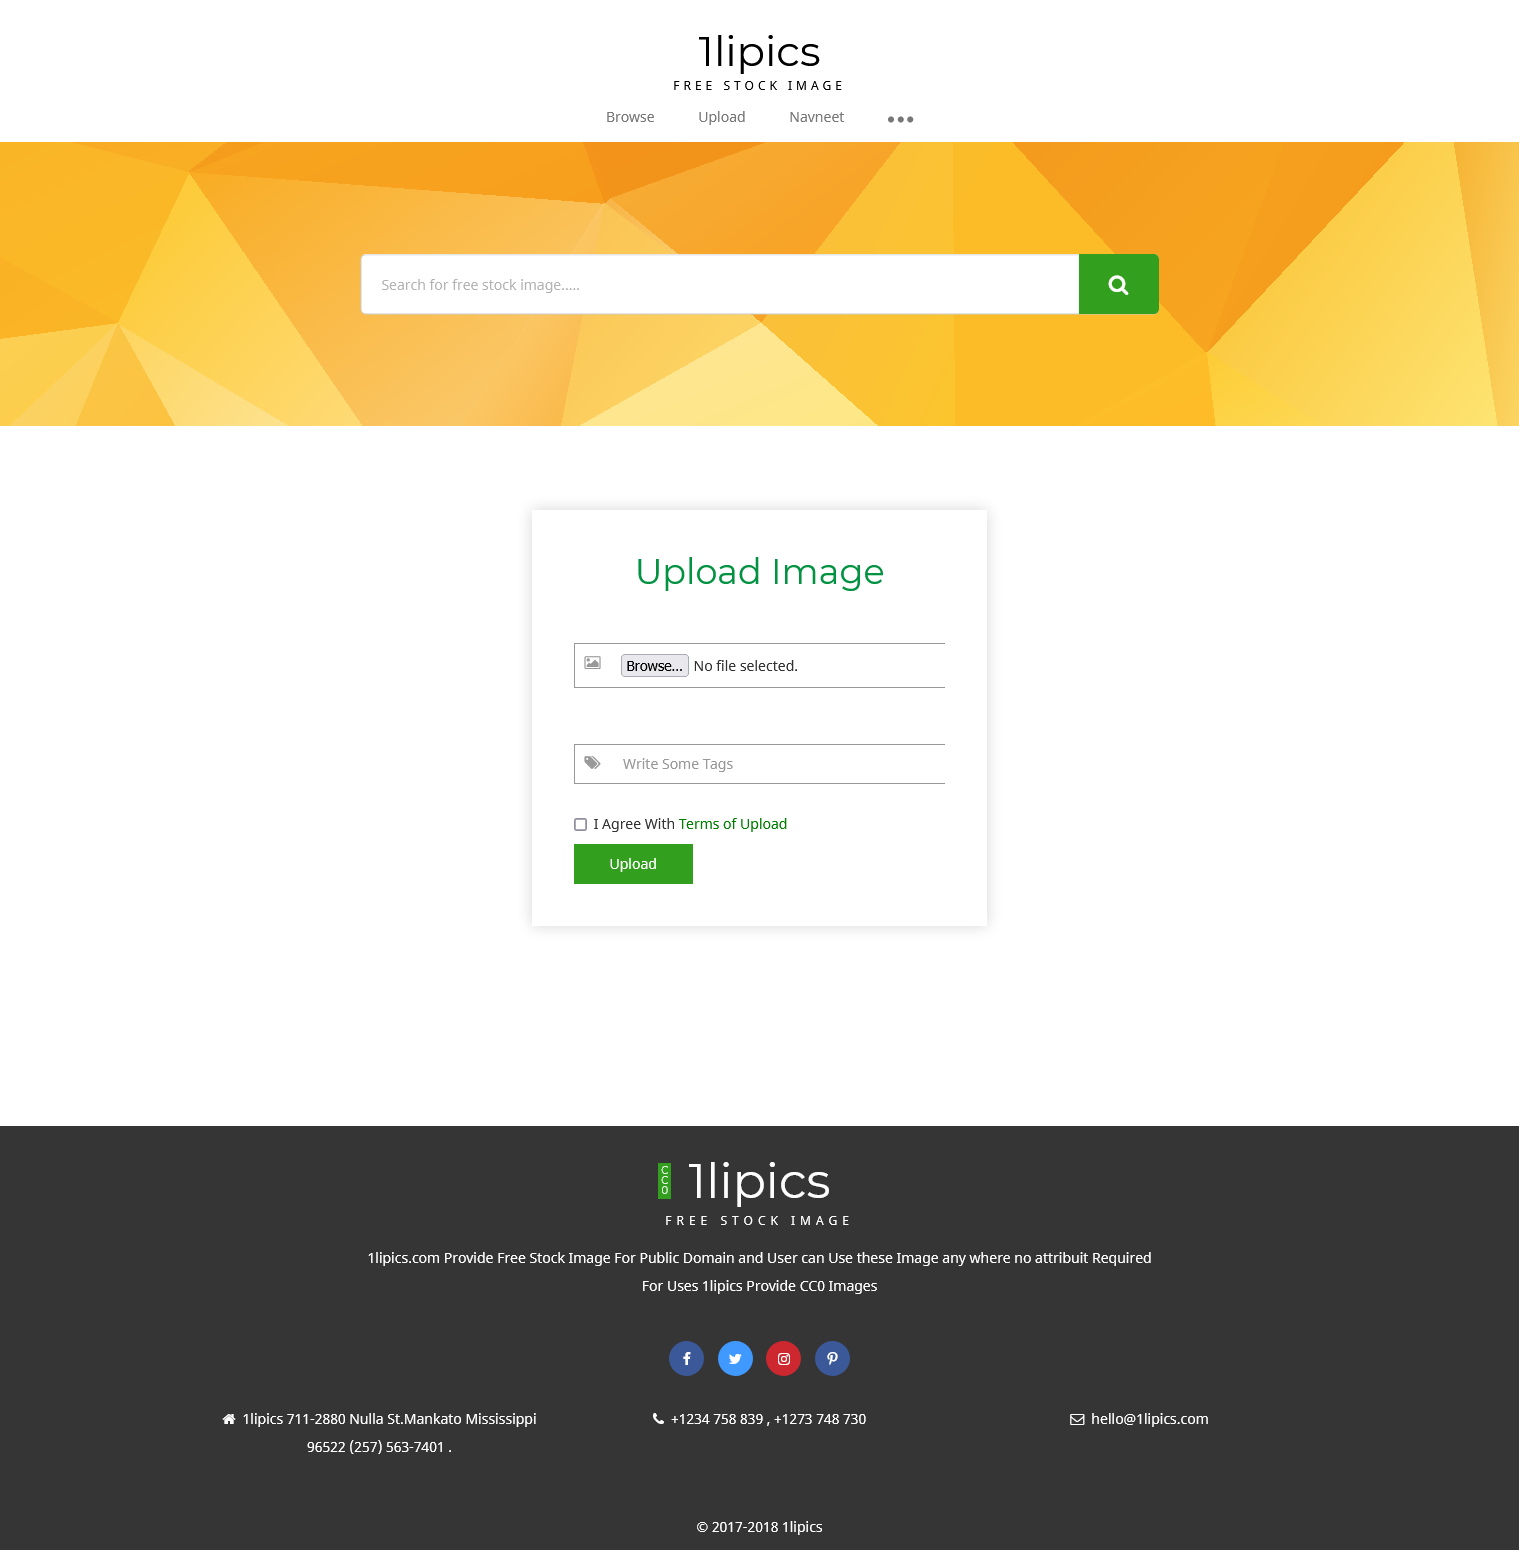 1lipics
FREE STOCK IMAGE
Browse Upload Navneet
Search for free stock image.....
Upload Image
Browse... No file selected.
Write Some Tags
I Agree With Terms of Upload
Upload
CC0 1lipics
FREE STOCK IMAGE
1lipics.com Provide Free Stock Image For Public Domain and User can Use these Image any where no attribuit Required
For Uses 1lipics Provide CC0 Images
1lipics 711-2880 Nulla St.Mankato Mississippi
96522 (257) 563-7401 .
+1234 758 839 , +1273 748 730
hello@1lipics.com
© 2017-2018 1lipics